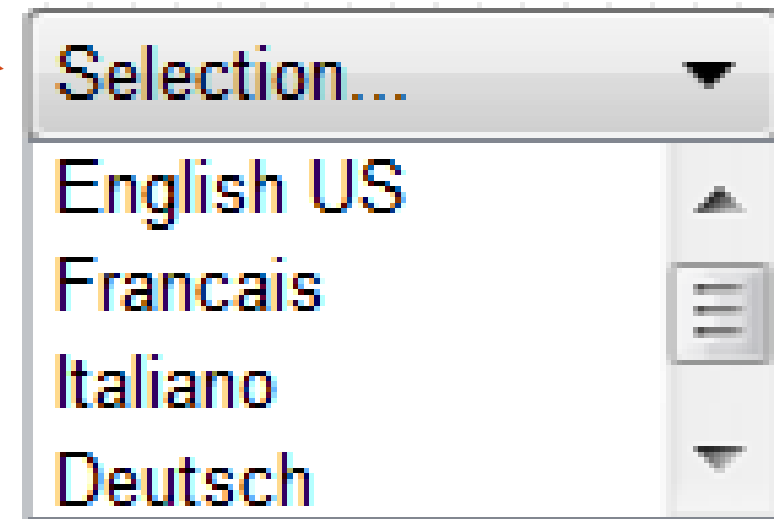 Selection...
English US
Francais
Italiano
Deutsch